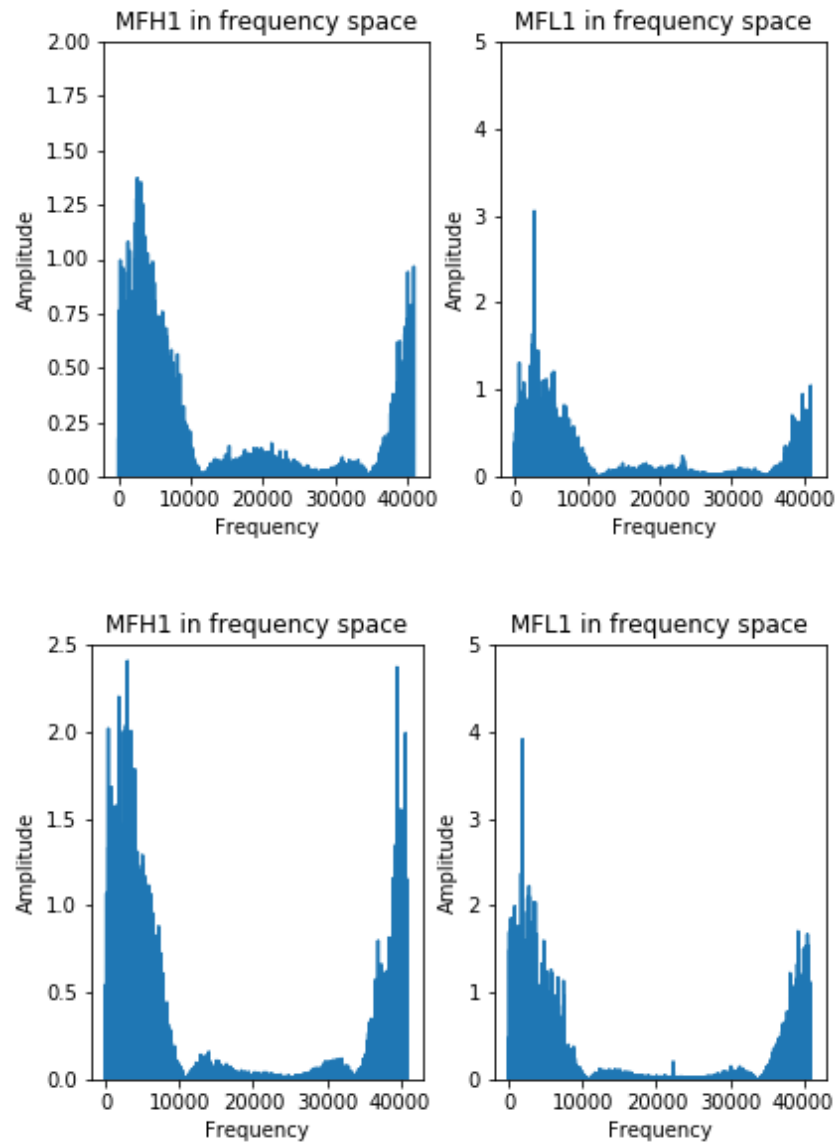 MFH1 in frequency space
2.00
1.75
1.50
1.25
1.00
0.75
0.50
0.25
0.00
Amplitude
0 10000 20000 30000 40000
Frequency
MFL1 in frequency space
5
4
3
2
1
0
Amplitude
0 10000 20000 30000 40000
Frequency
MFH1 in frequency space
2.5
2.0
1.5
1.0
0.5
0.0
Amplitude
0 10000 20000 30000 40000
Frequency
MFL1 in frequency space
5
4
3
2
1
0
Amplitude
0 10000 20000 30000 40000
Frequency